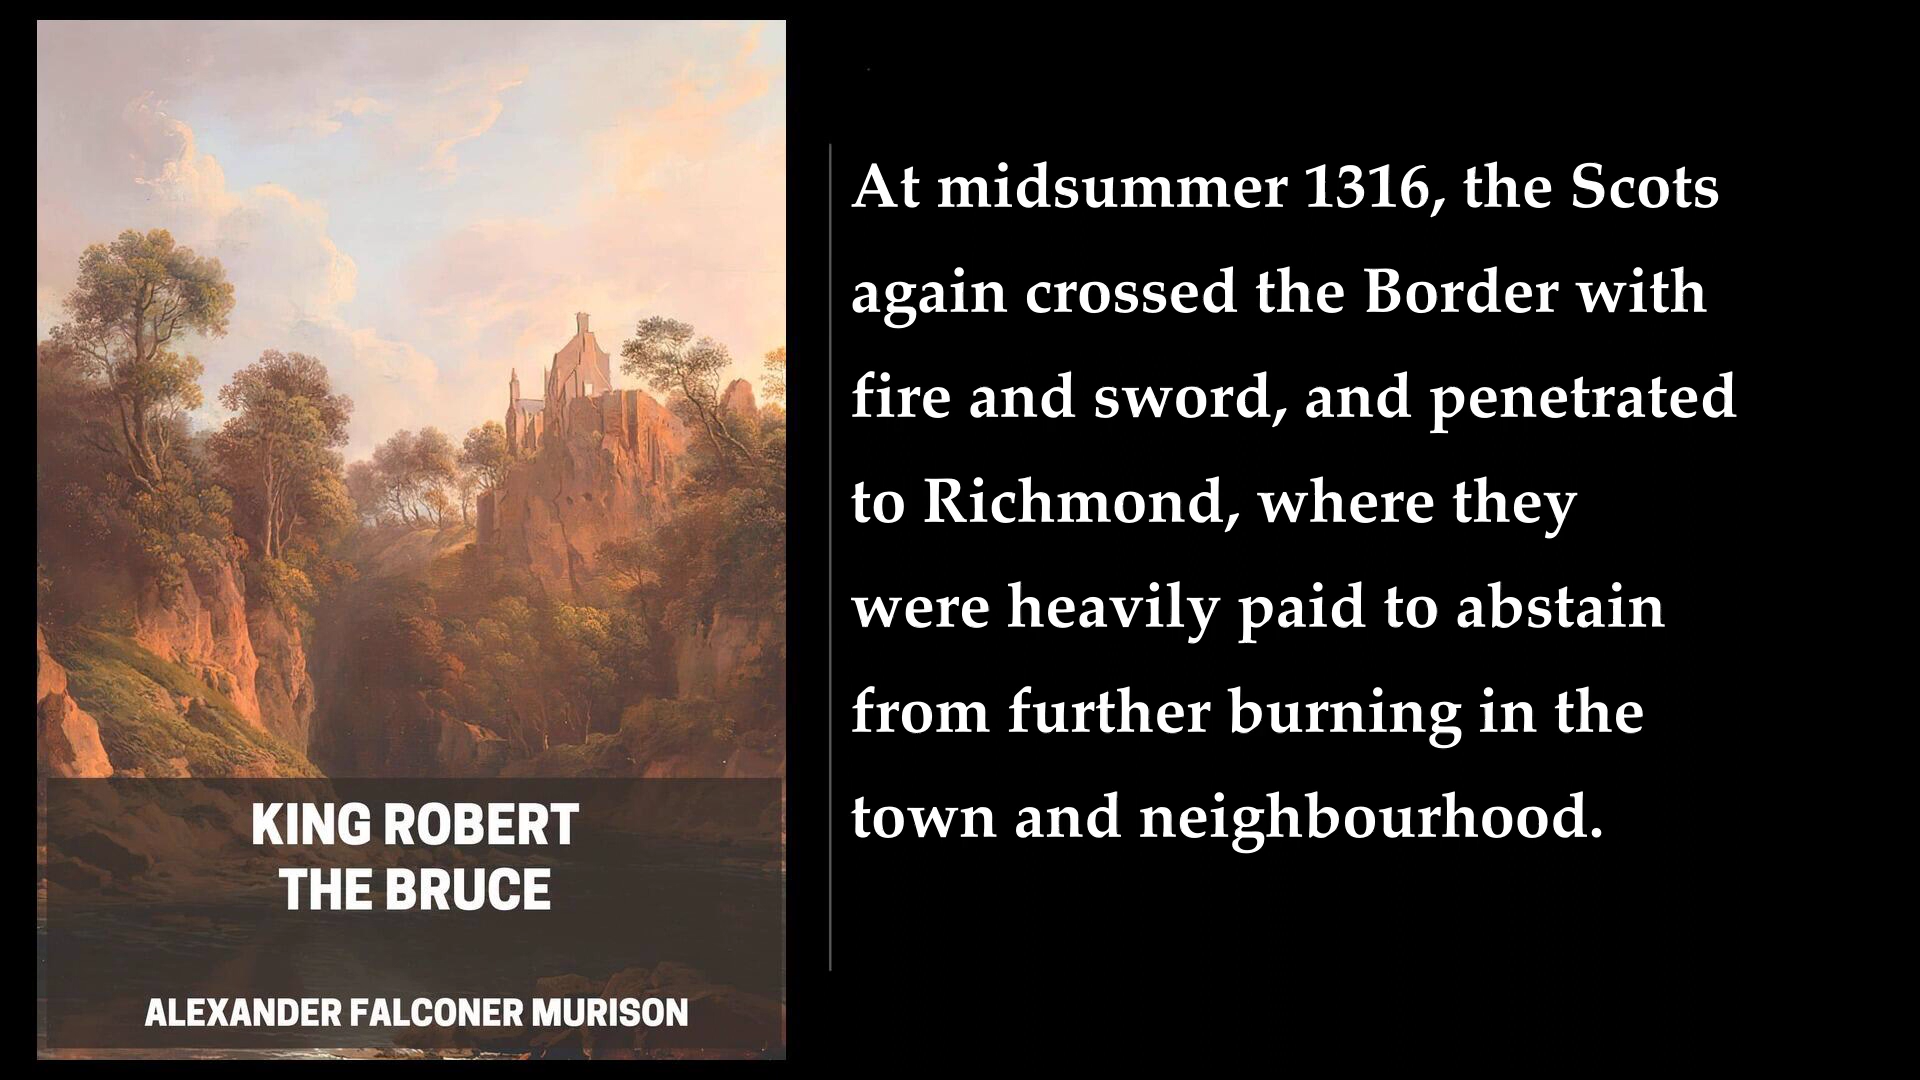 KING ROBERT
THE BRUCE
ALEXANDER FALCONER MURISON
At midsummer 1316, the Scots
again crossed the Border with
fire and sword, and penetrated
to Richmond, where they
were heavily paid to abstain
from further burning in the
town and neighbourhood.